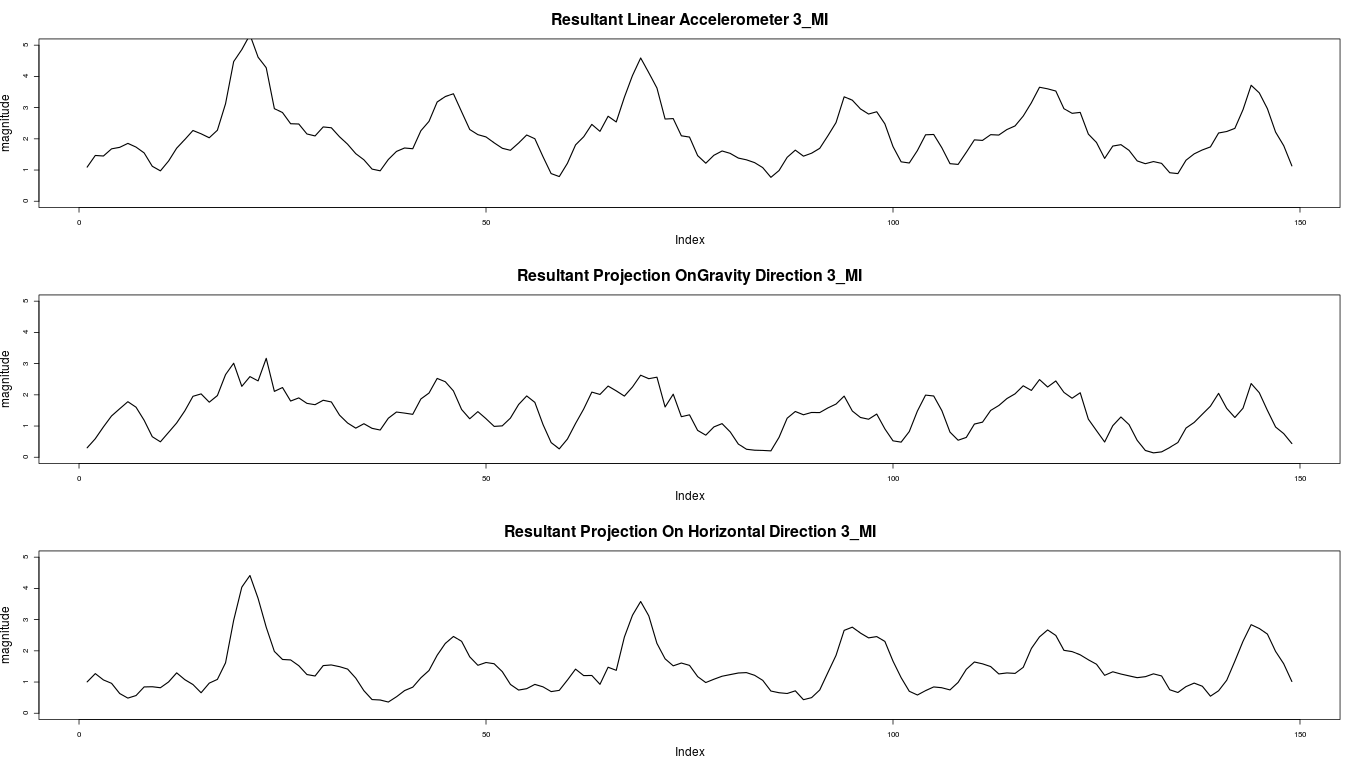 Resultant Linear Accelerometer 3_MI
magnitude
5
4
3
2
1
0
0 50 100 150
Index
Resultant Projection OnGravity Direction 3_MI
magnitude
5
4
3
2
1
0
0 50 100 150
Index
Resultant Projection On Horizontal Direction 3_MI
magnitude
5
4
3
2
1
0
0 50 100 150
Index